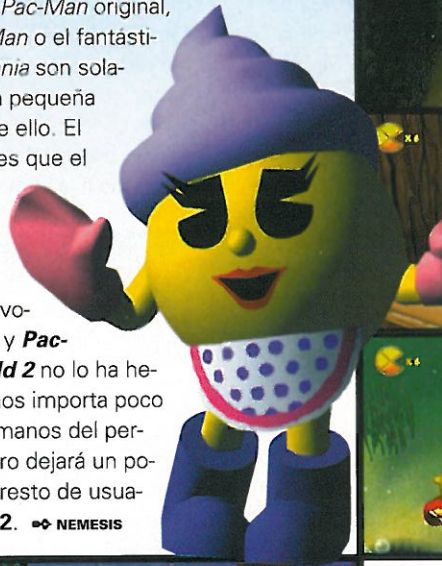 Pac-Man original,
Man o el fantásti-
nia son sola-
pequeña
e ello. El
es que el
vo-
y Pac-
ld 2 no lo ha he-
nos importa poco
manos del per-
ro dejará un po-
resto de usua-
2. NEMESIS
x6
x6